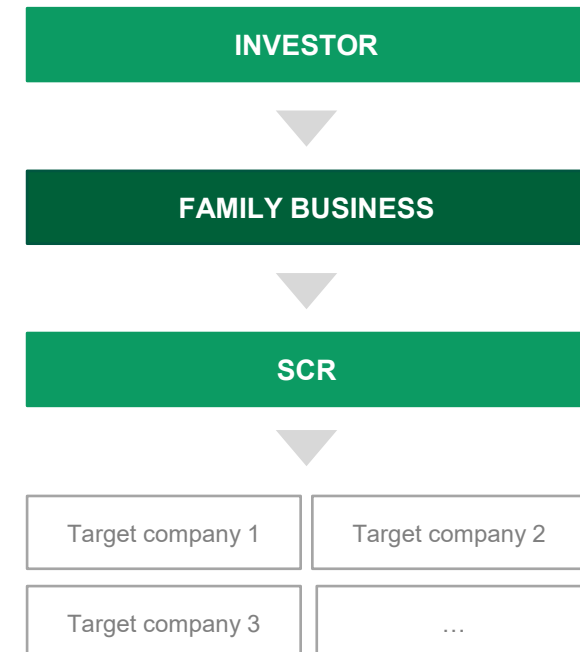 INVESTOR
FAMILY BUSINESS
SCR
Target company 1
Target company 2
Target company 3
…